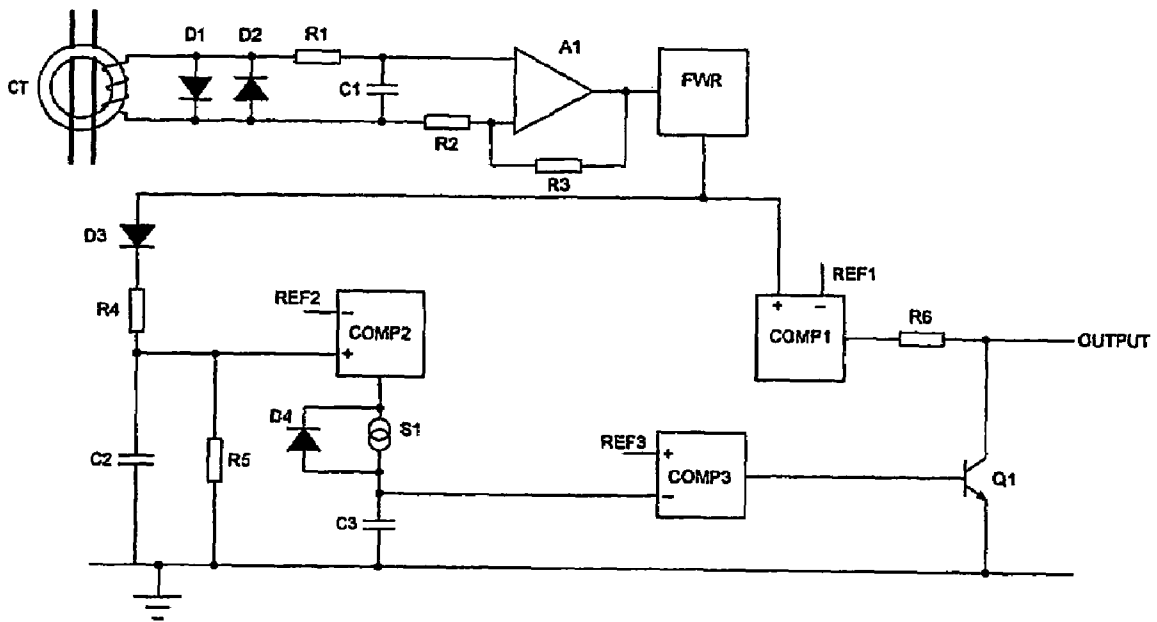 D1
D2
R1
A1
CT
C1
FWR
R2
R3
D3
REF1
R4
REF2
-
COMP2
+
+ -
COMP1
R6
OUTPUT
D4
S1
REF3
+
COMP3
-
C2
R5
C3
Q1